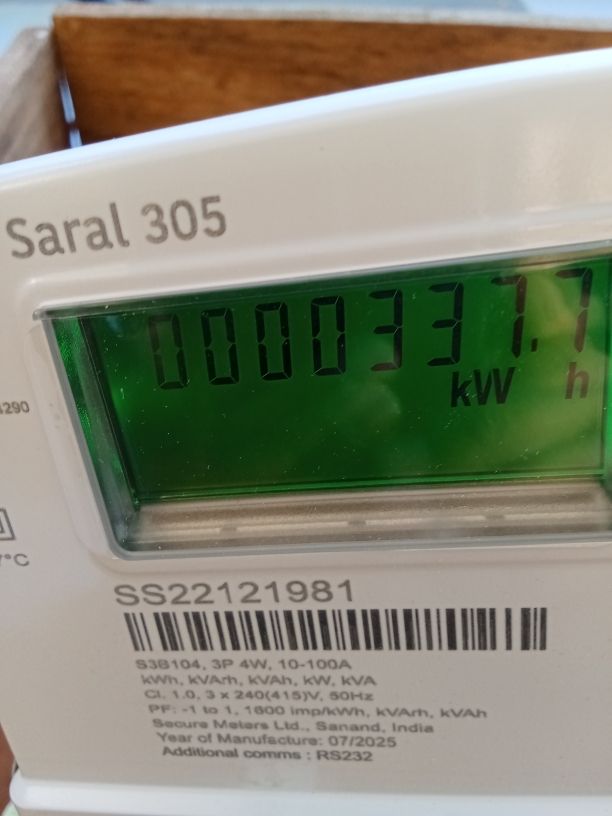 Saral 305
0000337.7
kW h
290
7°C
SS22121981
S3B104, 3P 4W, 10-100A
kWh, kVArh, kVAh, kW, kVA
Cl. 1.0, 3 x 240(415)V, 50Hz
PF: -1 to 1, 1600 imp/kWh, kVArh, kVAh
Secure Meters Ltd., Sanand, India
Year of Manufacture: 07/2025
Additional comms : RS232